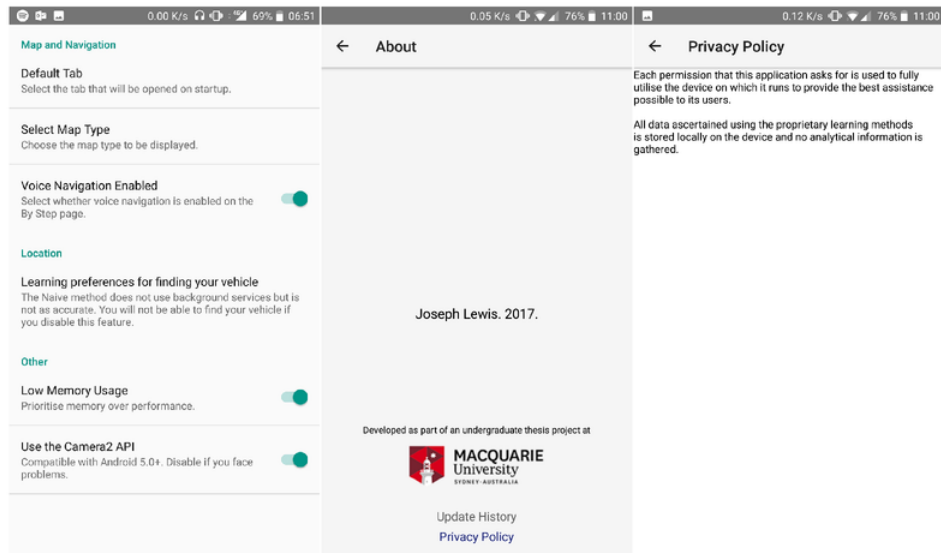 0.00 K/s 69% 06:51
Map and Navigation
Default Tab
Select the tab that will be opened on startup.
Select Map Type
Choose the map type to be displayed.
Voice Navigation Enabled
Select whether voice navigation is enabled on the
By Step page.
Location
Learning preferences for finding your vehicle
The Naive method does not use background services but is
not as accurate. You will not be able to find your vehicle if
you disable this feature.
Other
Low Memory Usage
Prioritise memory over performance.
Use the Camera2 API
Compatible with Android 5.0+. Disable if you face
problems.
0.05 K/s 76% 11:00
About
Joseph Lewis. 2017.
Developed as part of an undergraduate thesis project at
MACQUARIE
University
SYDNEY·AUSTRALIA
Update History
Privacy Policy
0.12 K/s 76% 11:00
Privacy Policy
Each permission that this application asks for is used to fully
utilise the device on which it runs to provide the best assistance
possible to its users.
All data ascertained using the proprietary learning methods
is stored locally on the device and no analytical information is
gathered.